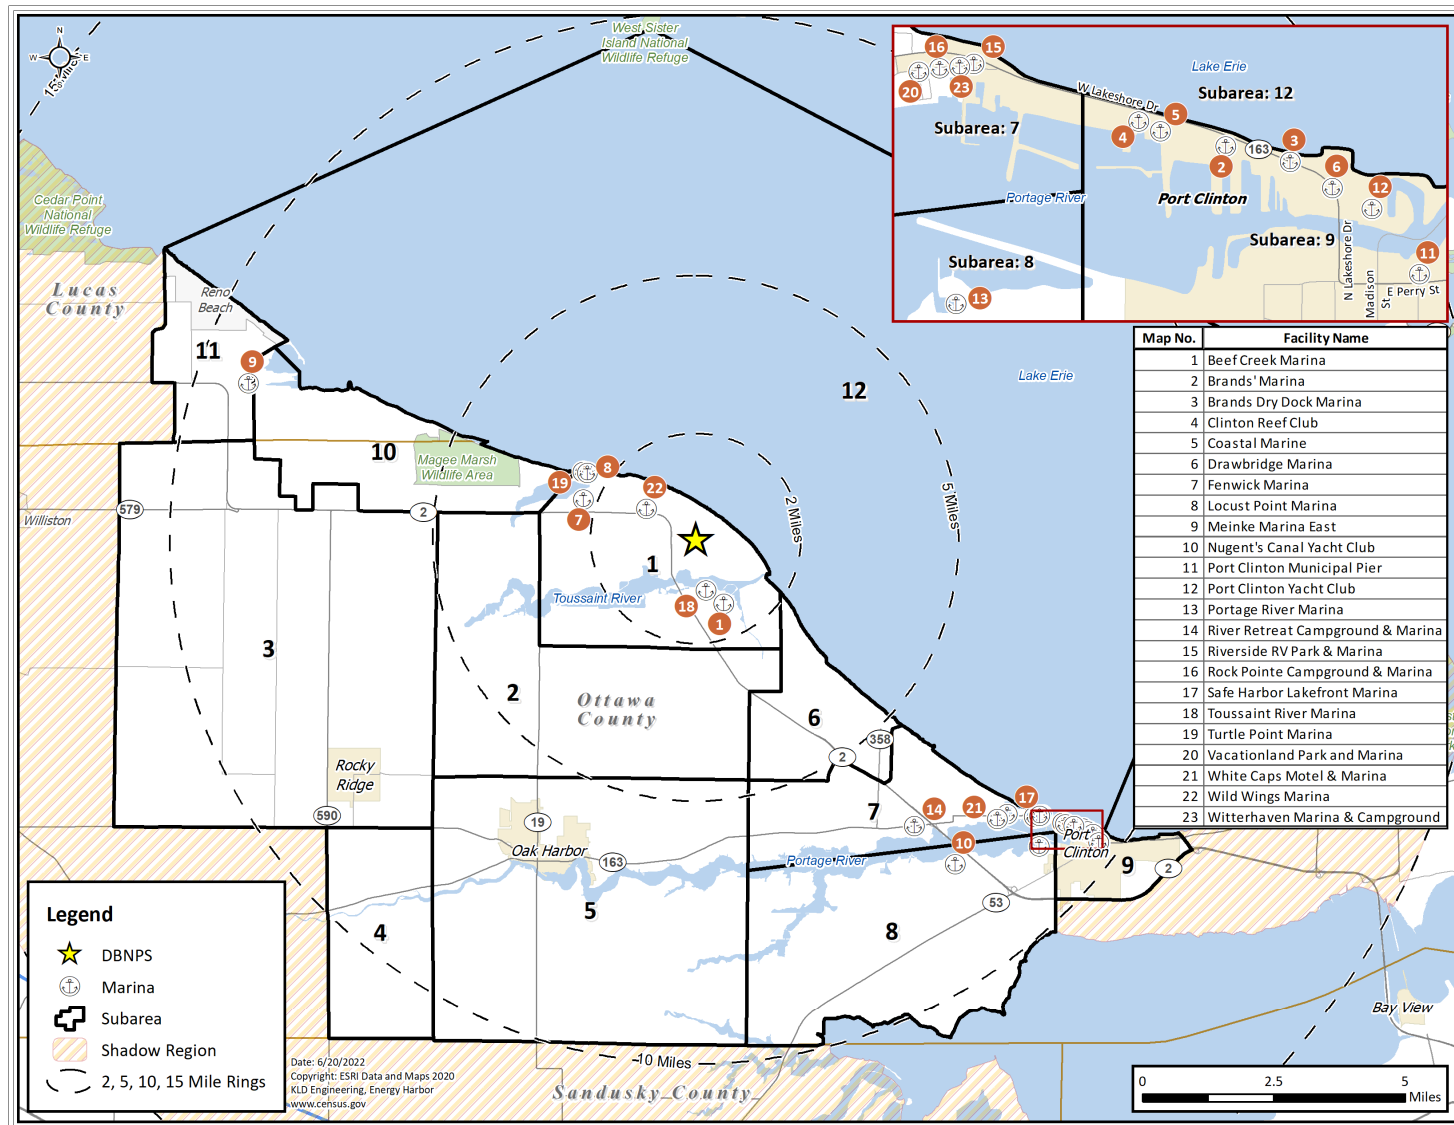 West Sister
Island National
Wildlife Refuge
N
W
E
S
15 Miles
Cedar Point
National
Wildlife Refuge
Lucas
County
Reno
Beach
11
9
12
Lake Erie
10
Magee Marsh
Wildlife Area
19
8
22
7
2 Miles
5 Miles
579
2
Williston
1
Toussaint River
18
1
3
2
Ottawa
County
6
358
2
Rocky
Ridge
590
19
Oak Harbor
163
7
14
21
17
10
Portage River
Port
Clinton
9
2
53
4
5
8
10 Miles
Sandusky County
Bay View
16
15
20
23
Lake Erie
Subarea: 12
W Lakeshore Dr
Subarea: 7
5
4
2
163
3
6
12
Portage River
Port Clinton
Subarea: 9
Subarea: 8
13
11
N Lakeshore Dr
Madison
St
E Perry St
Map No. Facility Name
1 Beef Creek Marina
2 Brands' Marina
3 Brands Dry Dock Marina
4 Clinton Reef Club
5 Coastal Marine
6 Drawbridge Marina
7 Fenwick Marina
8 Locust Point Marina
9 Meinke Marina East
10 Nugent's Canal Yacht Club
11 Port Clinton Municipal Pier
12 Port Clinton Yacht Club
13 Portage River Marina
14 River Retreat Campground & Marina
15 Riverside RV Park & Marina
16 Rock Pointe Campground & Marina
17 Safe Harbor Lakefront Marina
18 Toussaint River Marina
19 Turtle Point Marina
20 Vacationland Park and Marina
21 White Caps Motel & Marina
22 Wild Wings Marina
23 Witterhaven Marina & Campground
Legend
DBNPS
Marina
Subarea
Shadow Region
2, 5, 10, 15 Mile Rings
Date: 6/20/2022
Copyright: ESRI Data and Maps 2020
KLD Engineering, Energy Harbor
www.census.gov
0 2.5 5
Miles